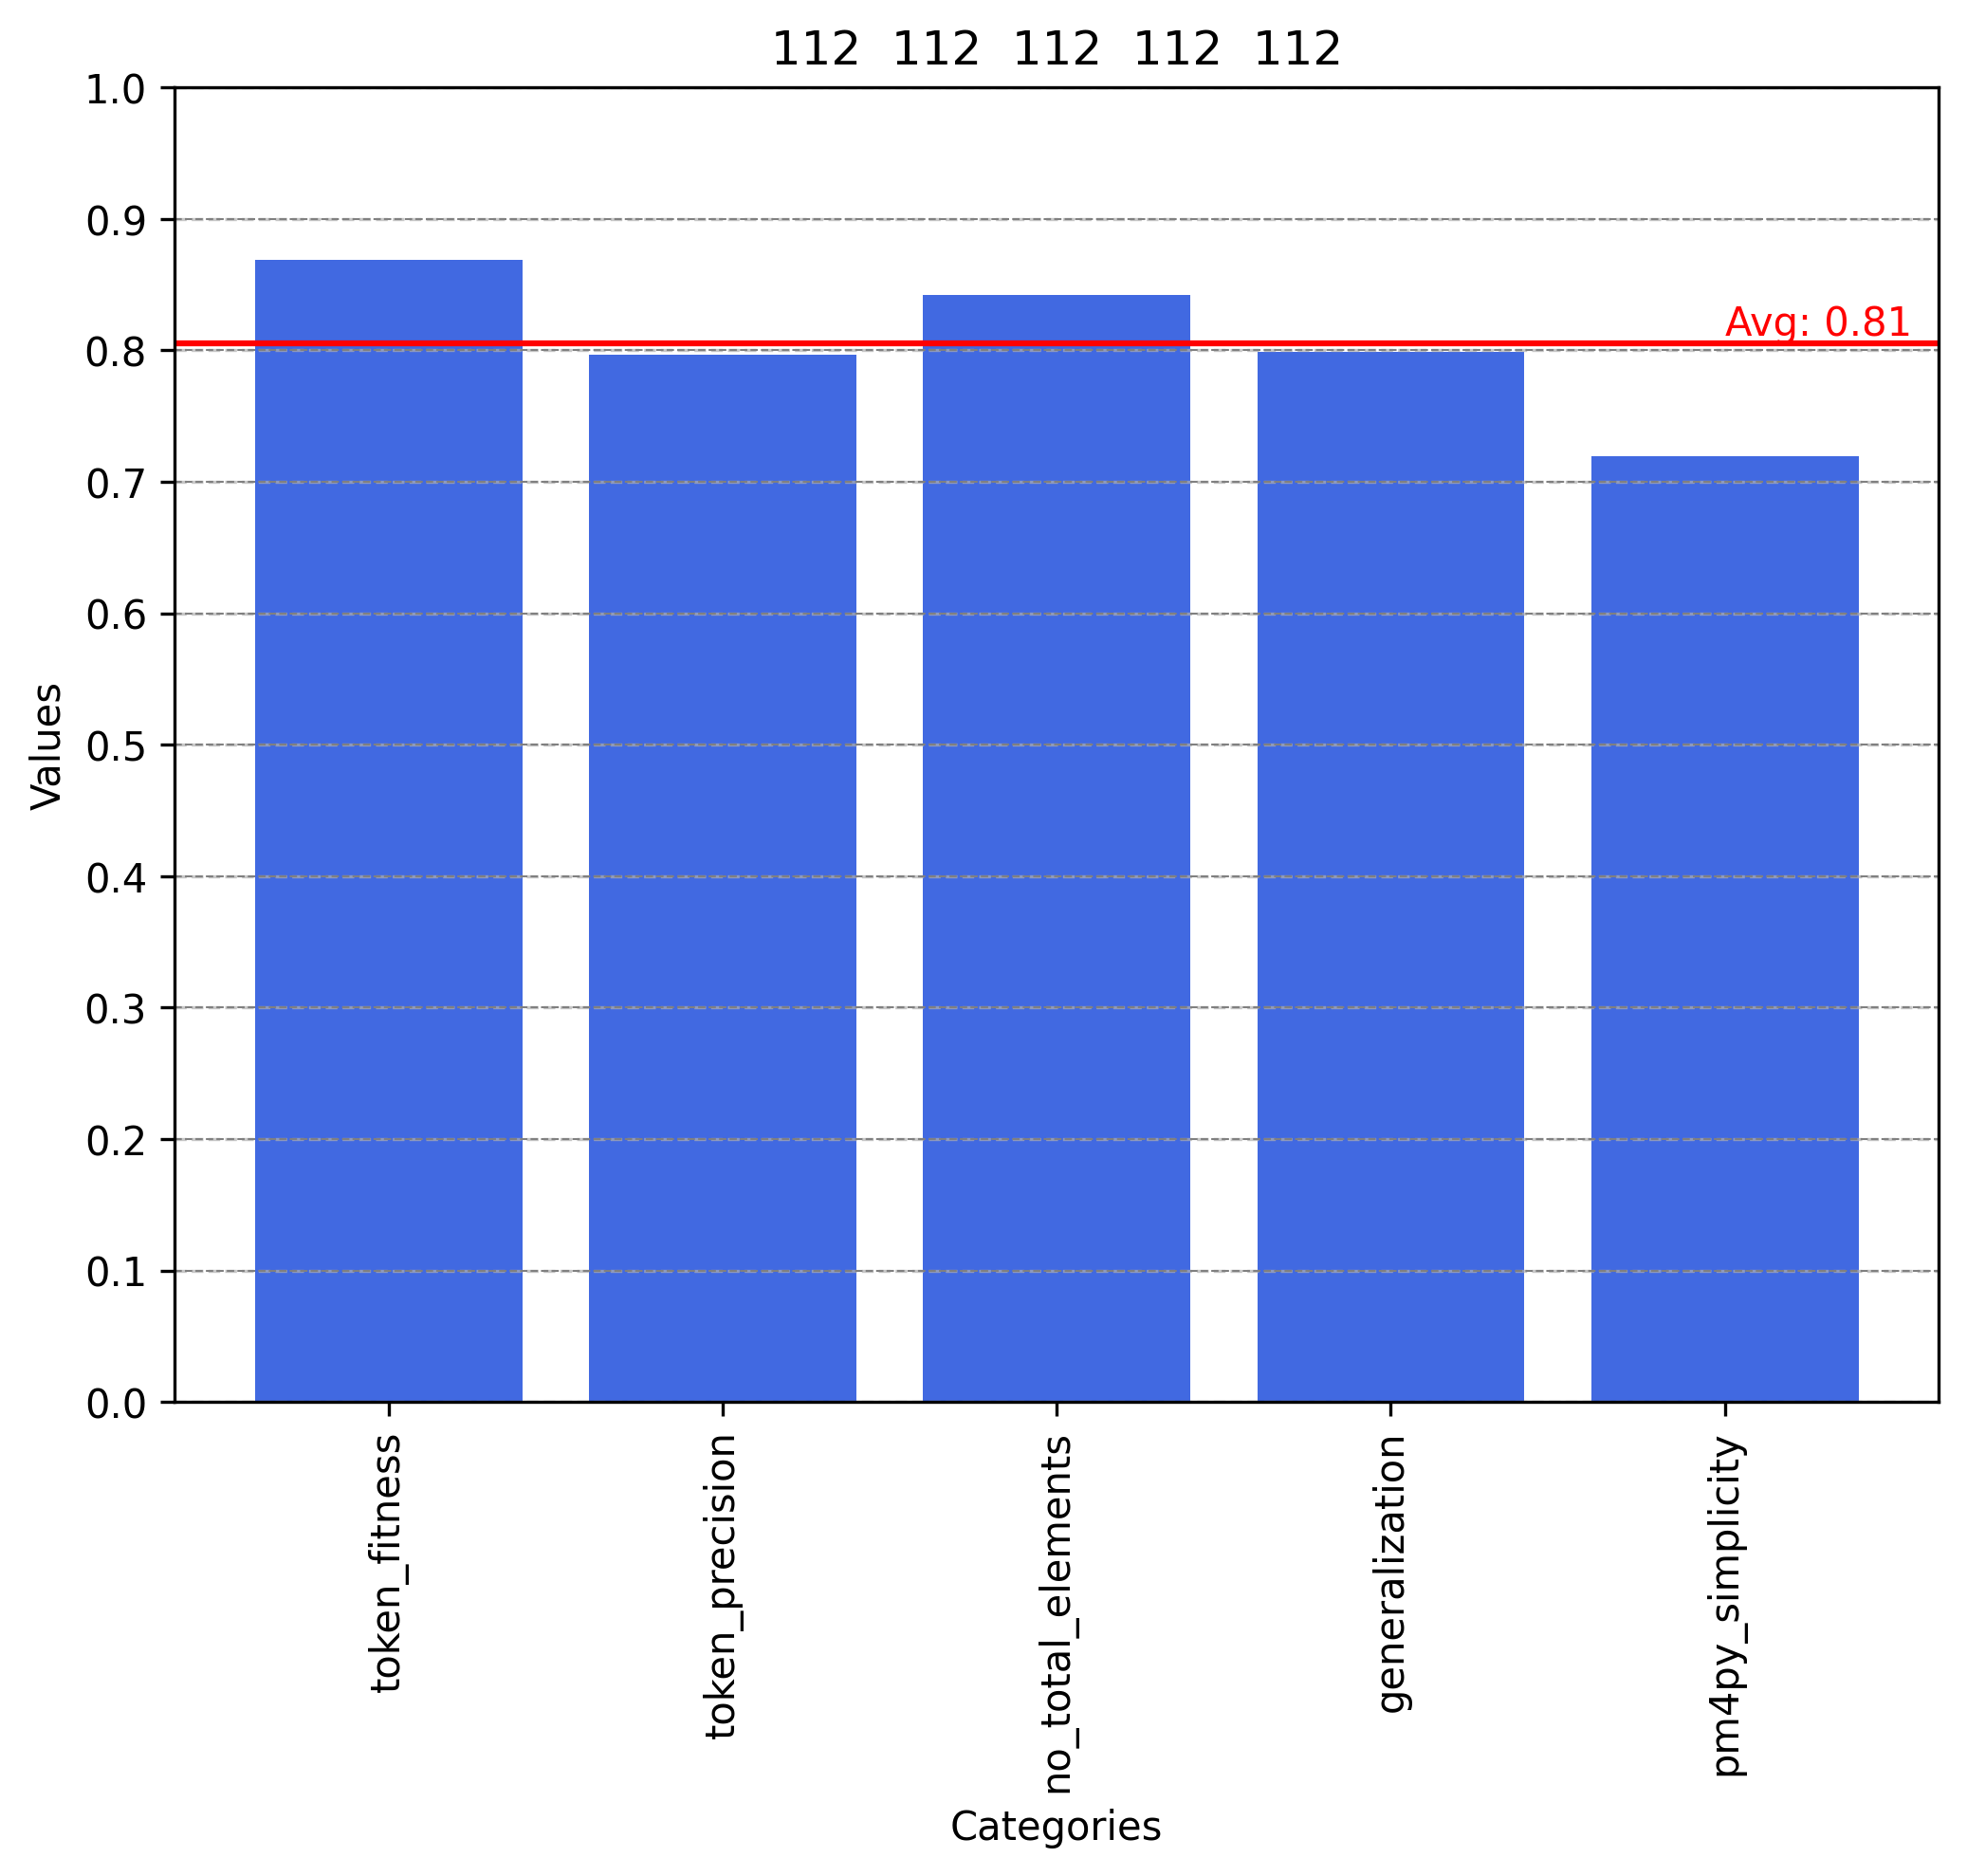 112 112 112 112 112
1.0
0.9
0.8
0.7
0.6
0.5
0.4
0.3
0.2
0.1
0.0
Values
Avg: 0.81
token_fitness
token_precision
no_total_elements
generalization
pm4py_simplicity
Categories